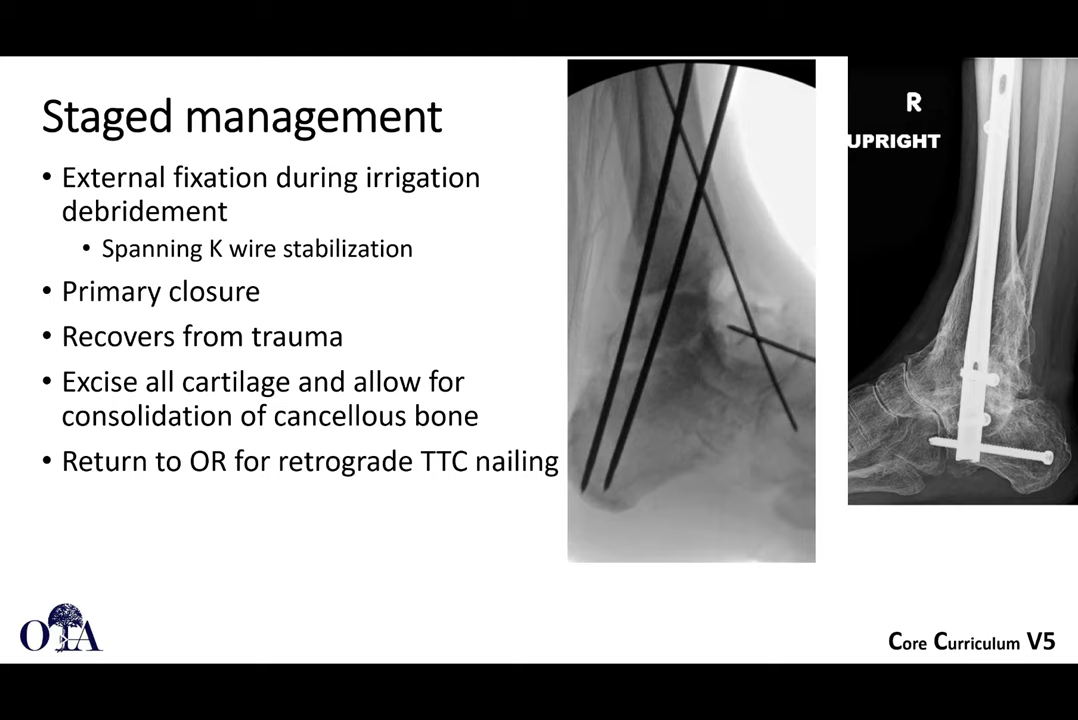 Staged management
• External fixation during irrigation
debridement
• Spanning K wire stabilization
• Primary closure
• Recovers from trauma
• Excise all cartilage and allow for
consolidation of cancellous bone
• Return to OR for retrograde TTC nailing
R
UPRIGHT
OTA
Core Curriculum V5